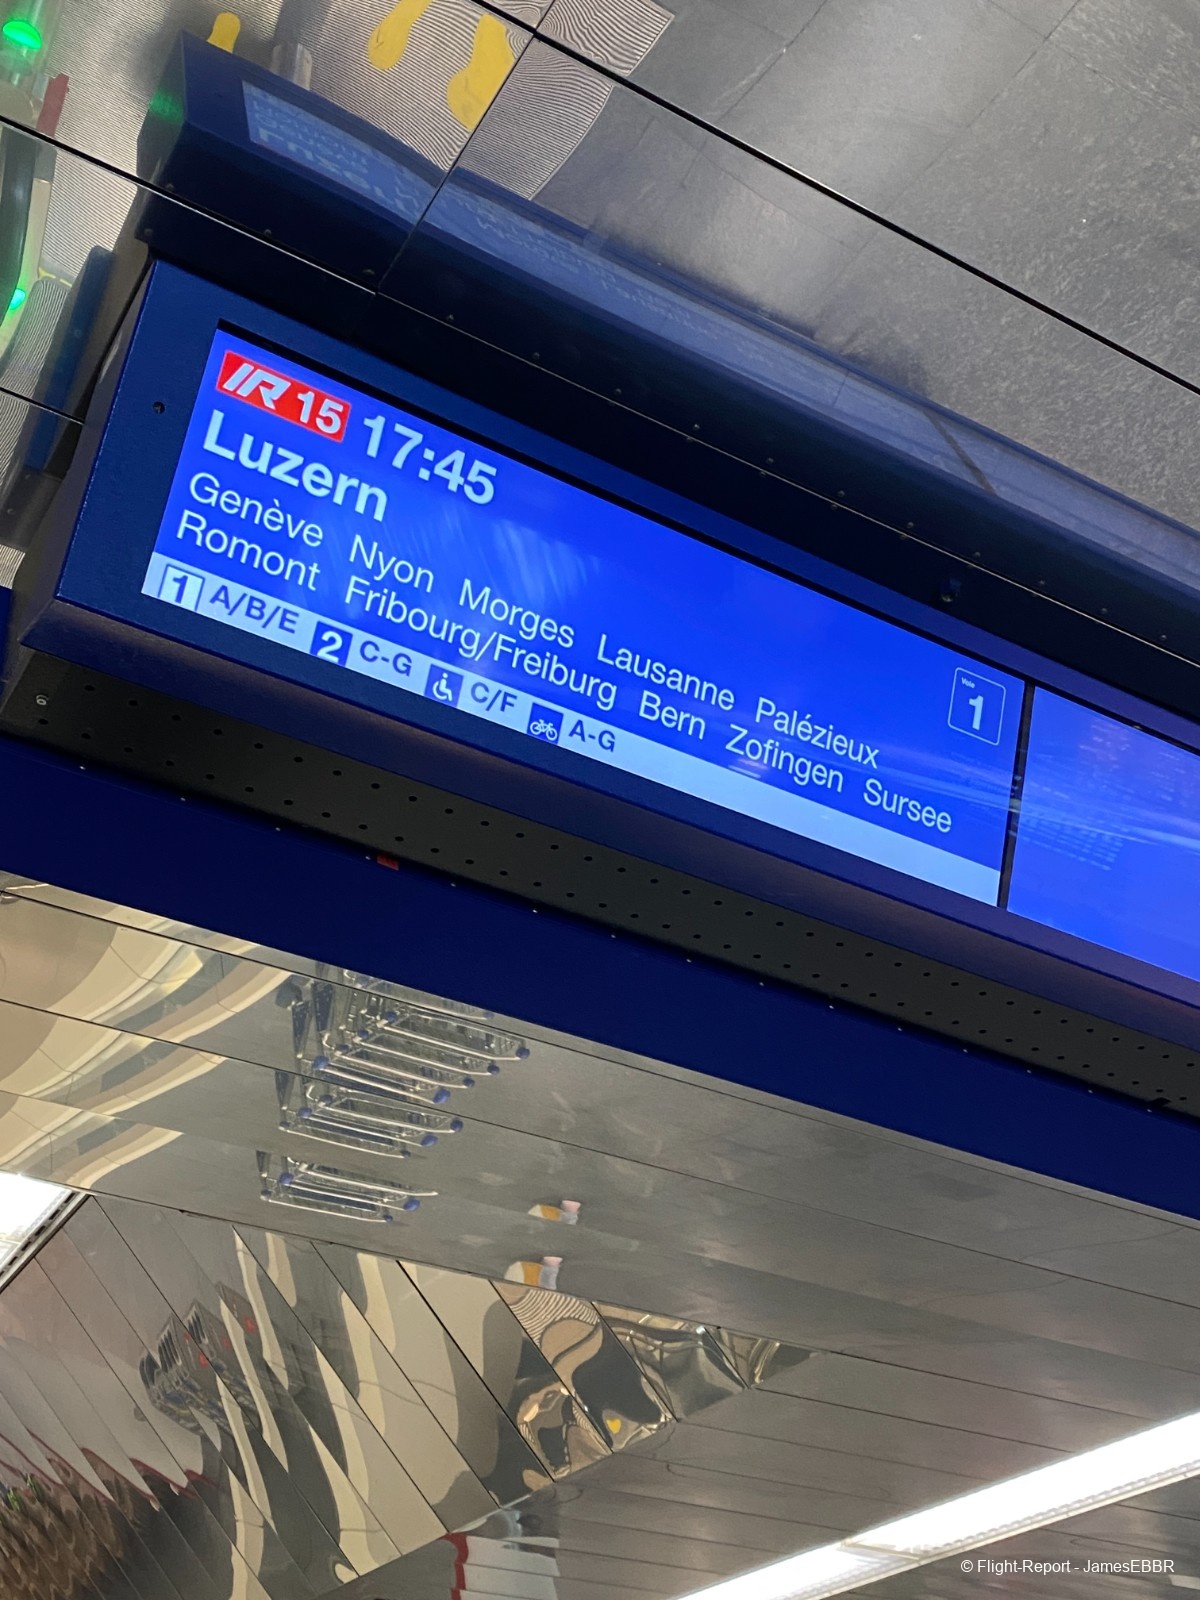 IR 15 17:45
Luzern
Genève Nyon Morges Lausanne Palézieux
Romont Fribourg/Freiburg Bern Zofingen Sursee
1 A/B/E 2 C-G C/F A-G
Voie
1
6
© Flight-Report - JamesEBBR